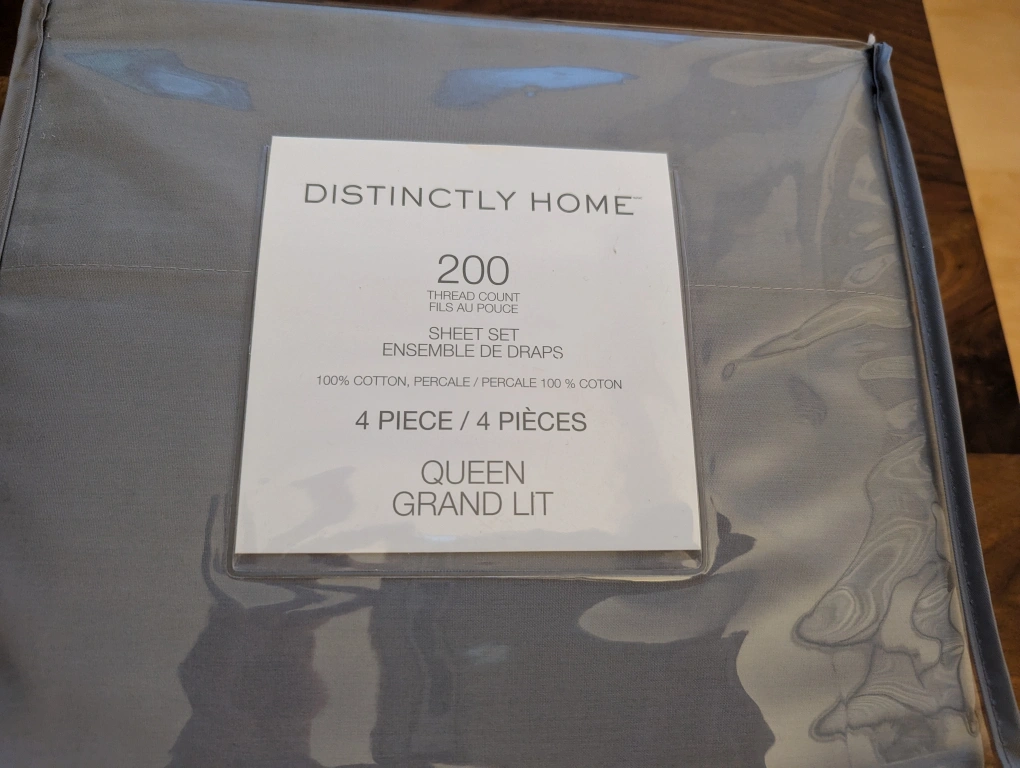 DISTINCTLY HOME
200
THREAD COUNT
FILS AU POUCE
SHEET SET
ENSEMBLE DE DRAPS
100% COTTON, PERCALE / PERCALE 100 % COTON
4 PIECE / 4 PIÈCES
QUEEN
GRAND LIT